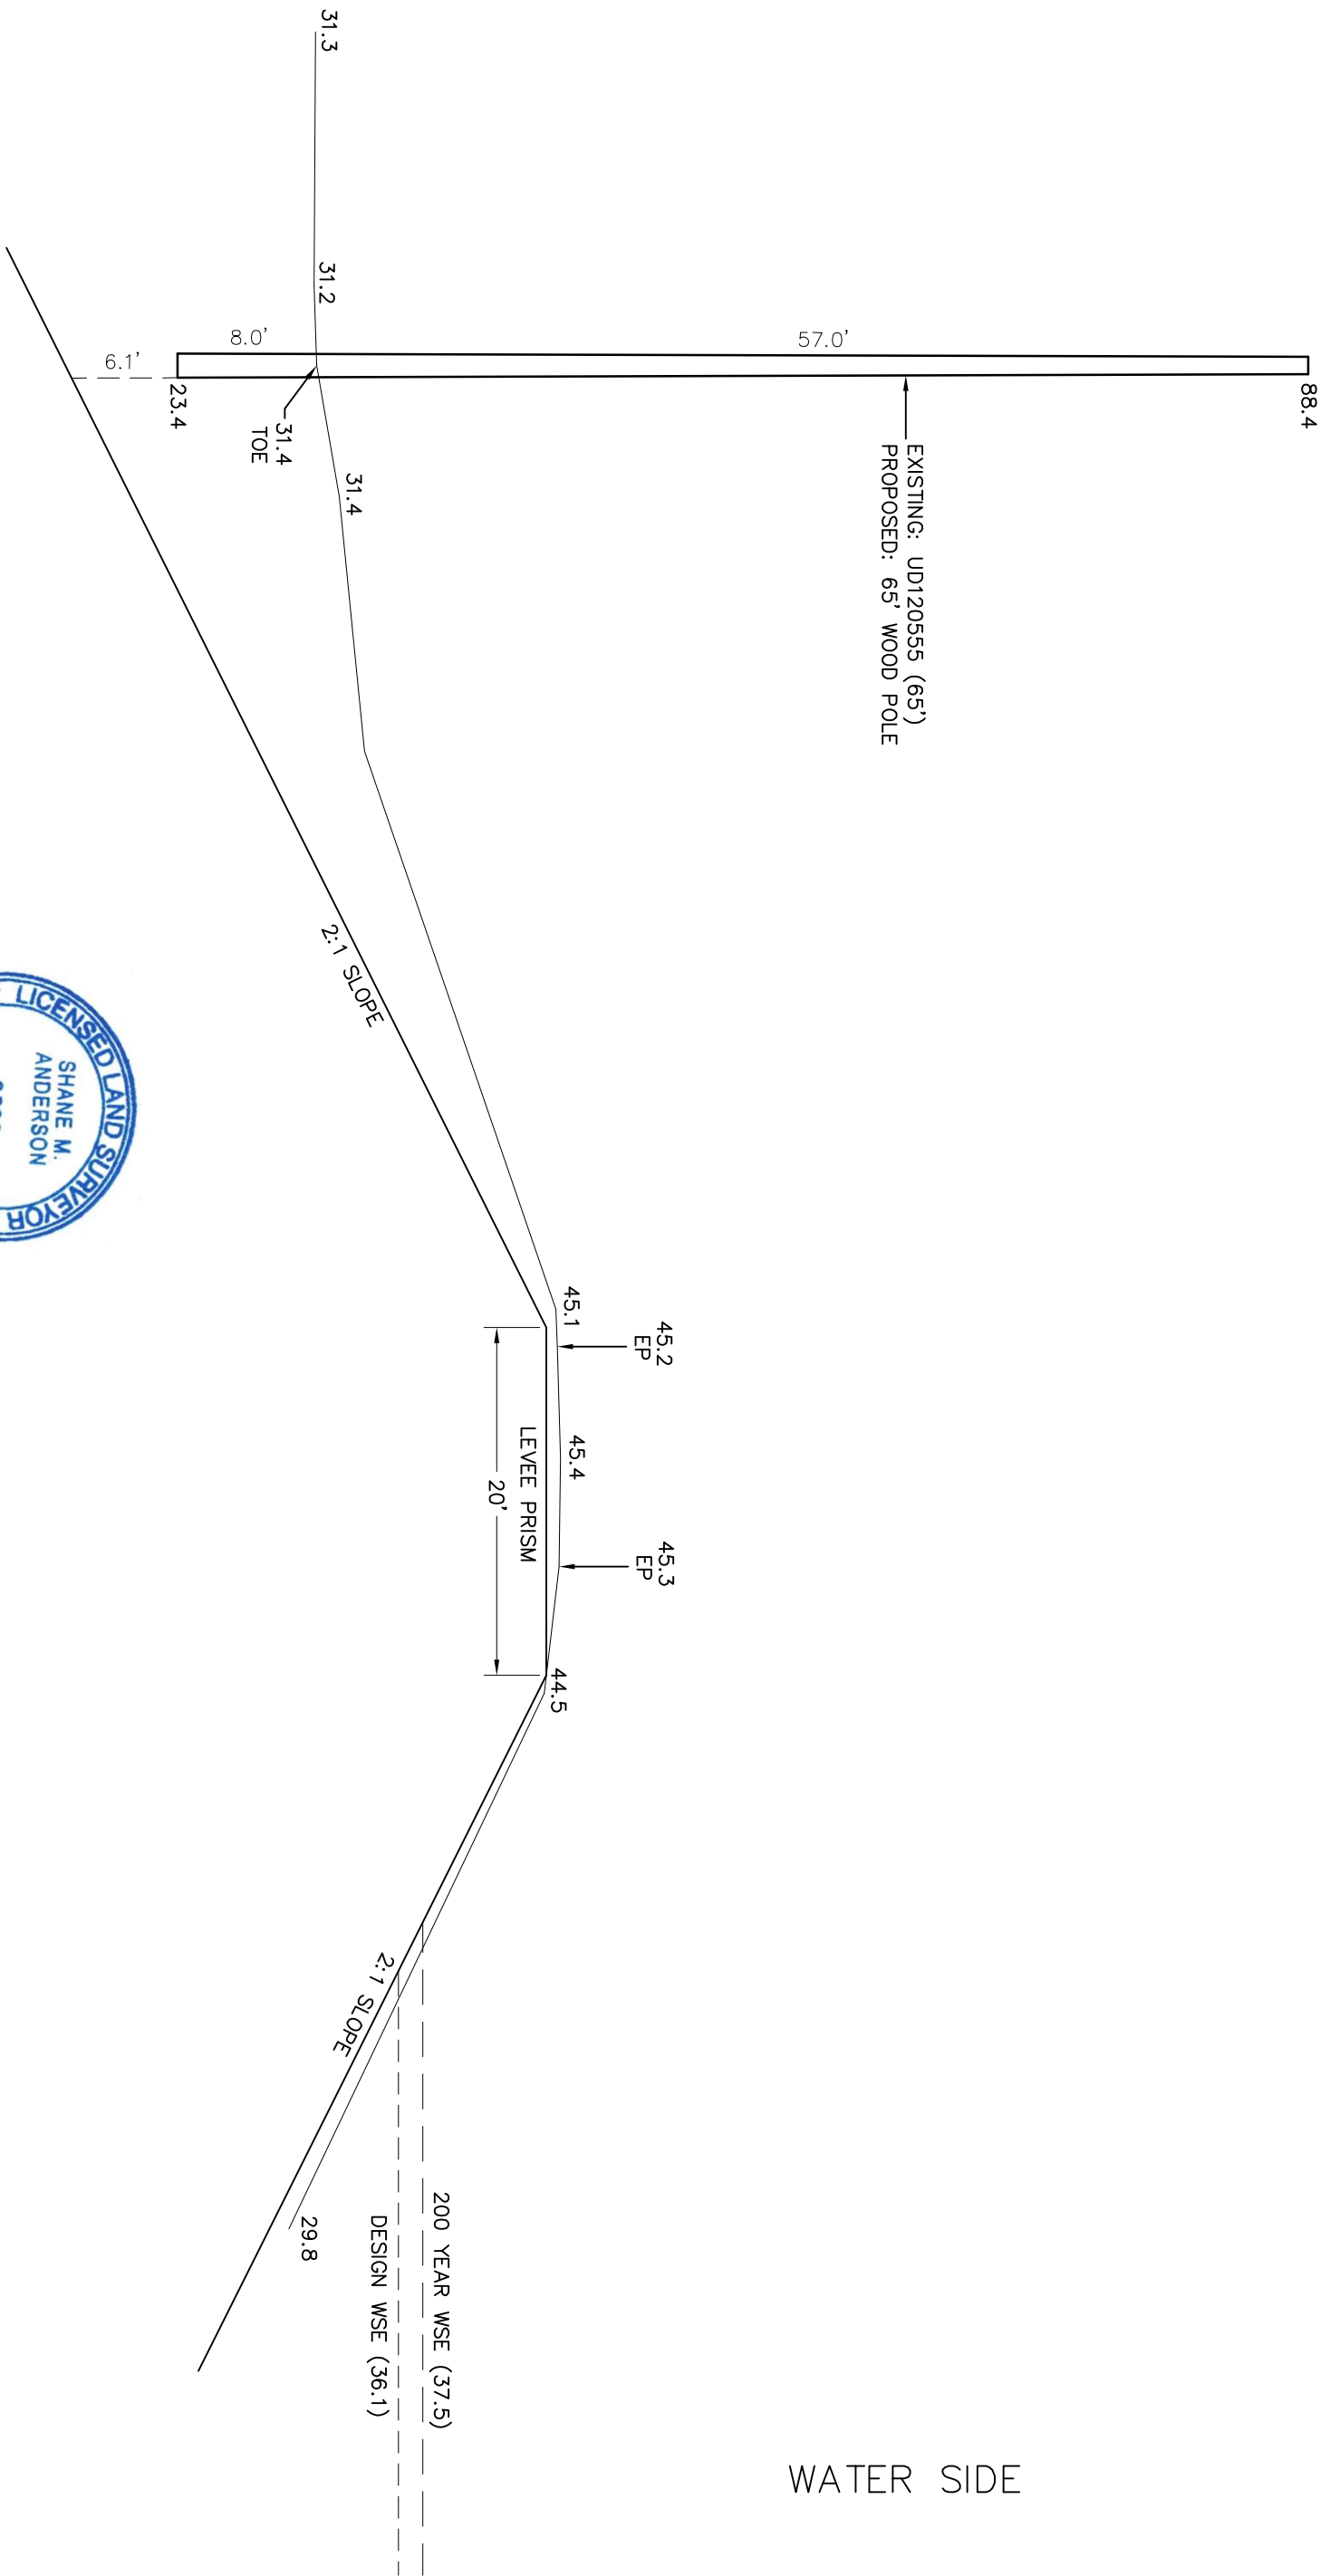 31.3
31.2
8.0'
57.0'
6.1'
23.4
88.4
31.4
TOE
31.4
EXISTING: UD120555 (65')
PROPOSED: 65' WOOD POLE
2:1 SLOPE
LICENSED LAND SURVEYOR
SHANE M.
ANDERSON
45.1
45.2
EP
45.4
LEVEE PRISM
20'
45.3
EP
44.5
2:1 SLOPE
29.8
200 YEAR WSE (37.5)
DESIGN WSE (36.1)
WATER SIDE